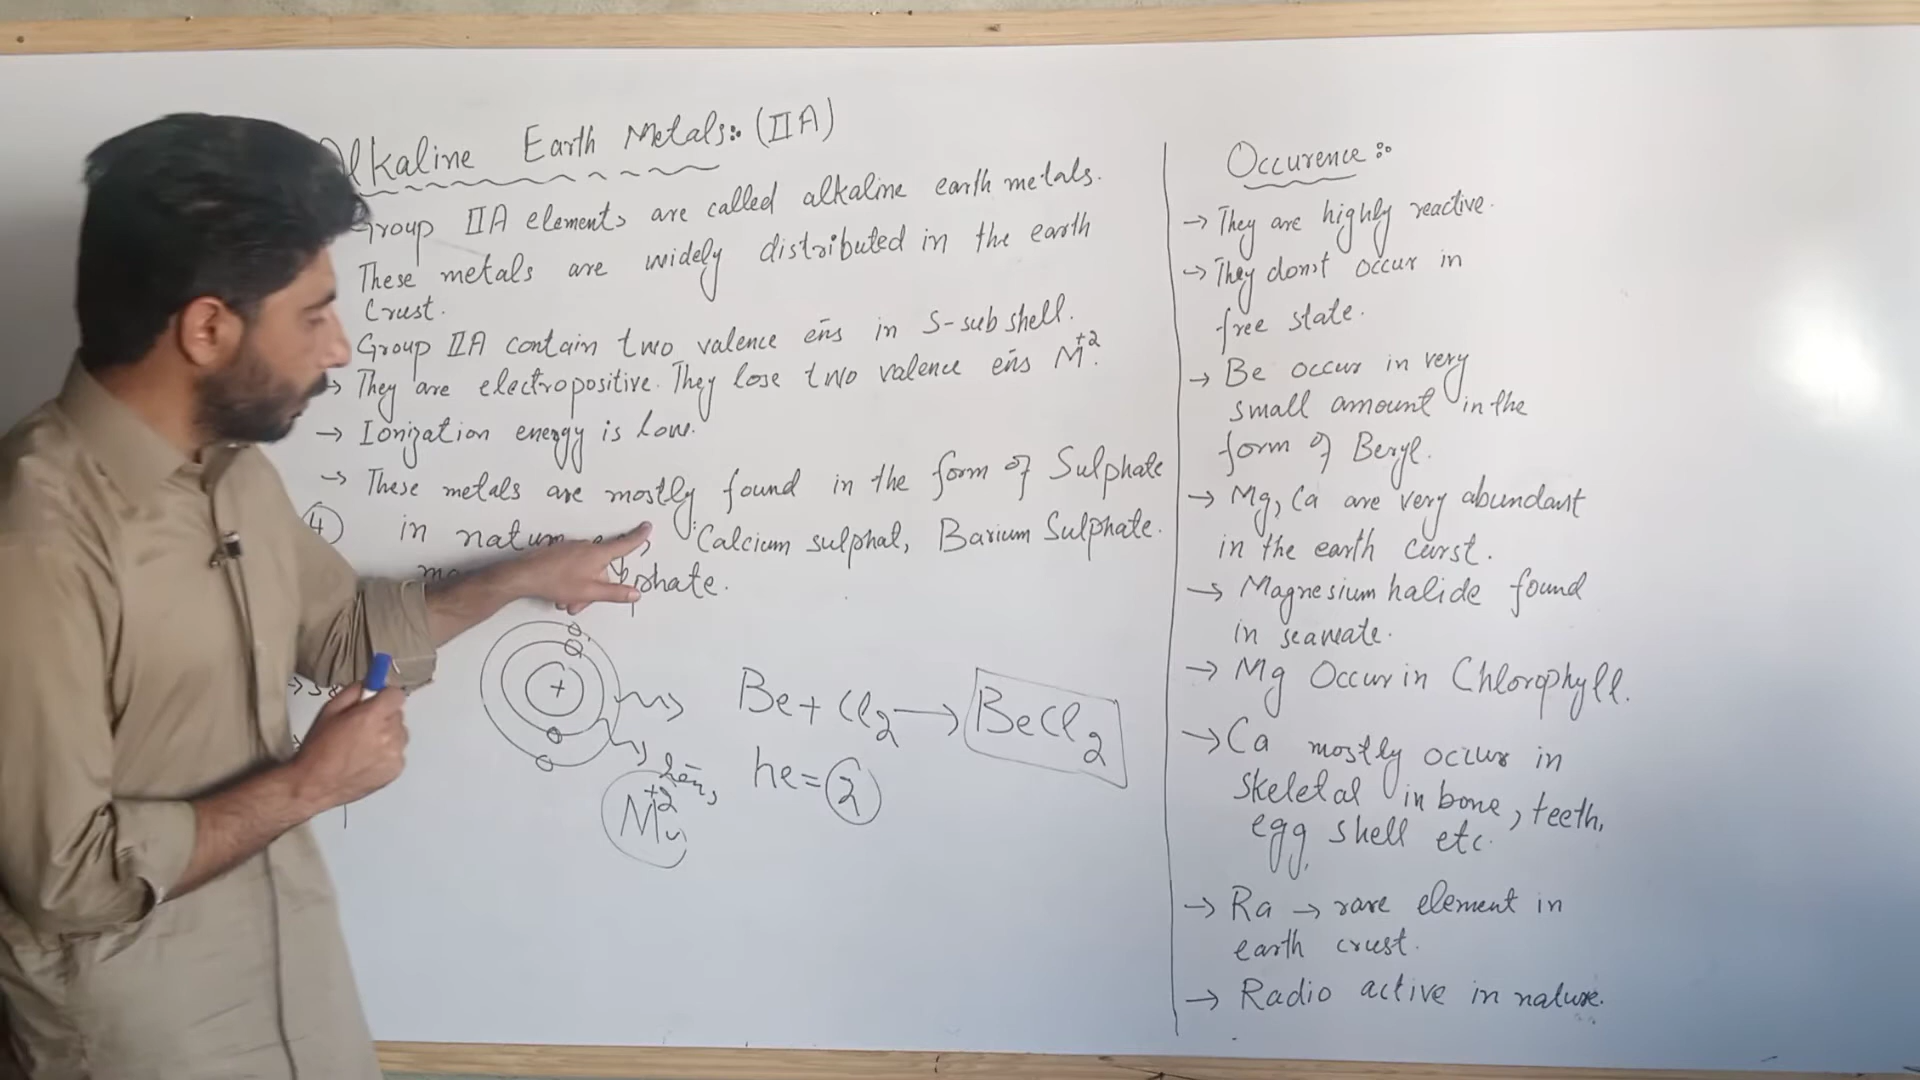 Alkaline Earth Metals: (IIA)
Group IIA elements are called alkaline earth metals.
These metals are widely distributed in the earth
Crust.
Group IIA contain two valence ēns in S-subshell.
→ They are electropositive. They lose two valence ēns M+2.
→ Ionization energy is low.
→ These metals are mostly found in the form of Sulphate
④ in nature Calcium sulphat, Barium Sulphate.
phate.
+
Be + Cl2 → BeCl2
he = 2
M+2
Occurence:
→ They are highly reactive.
→ They don't occur in
free state.
→ Be occur in very
small amount in the
form of Beryl.
→ Mg, Ca are very abundant
in the earth curst.
→ Magnesium halide found
in seawate.
→ Mg Occur in Chlorophyll.
→ Ca mostly occur in
skeletal in bone, teeth,
egg shell etc.
→ Ra → rare element in
earth crust.
→ Radio active in nature.